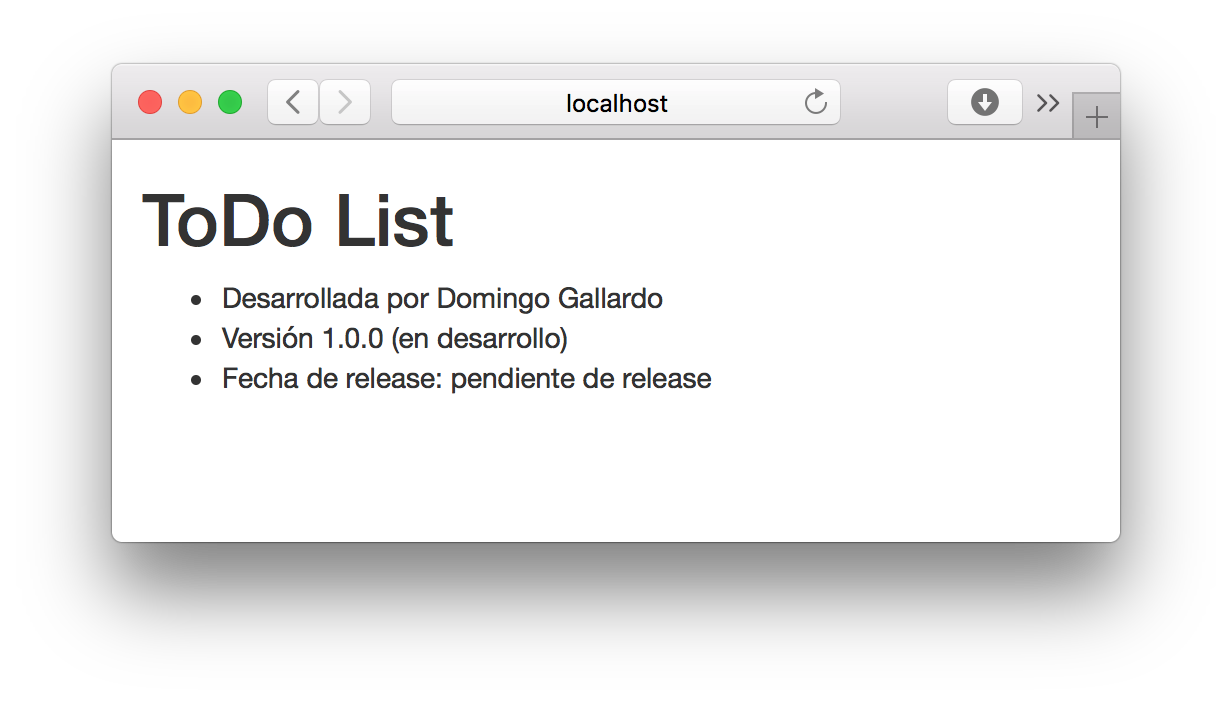 localhost
ToDo List
Desarrollada por Domingo Gallardo
Versión 1.0.0 (en desarrollo)
Fecha de release: pendiente de release